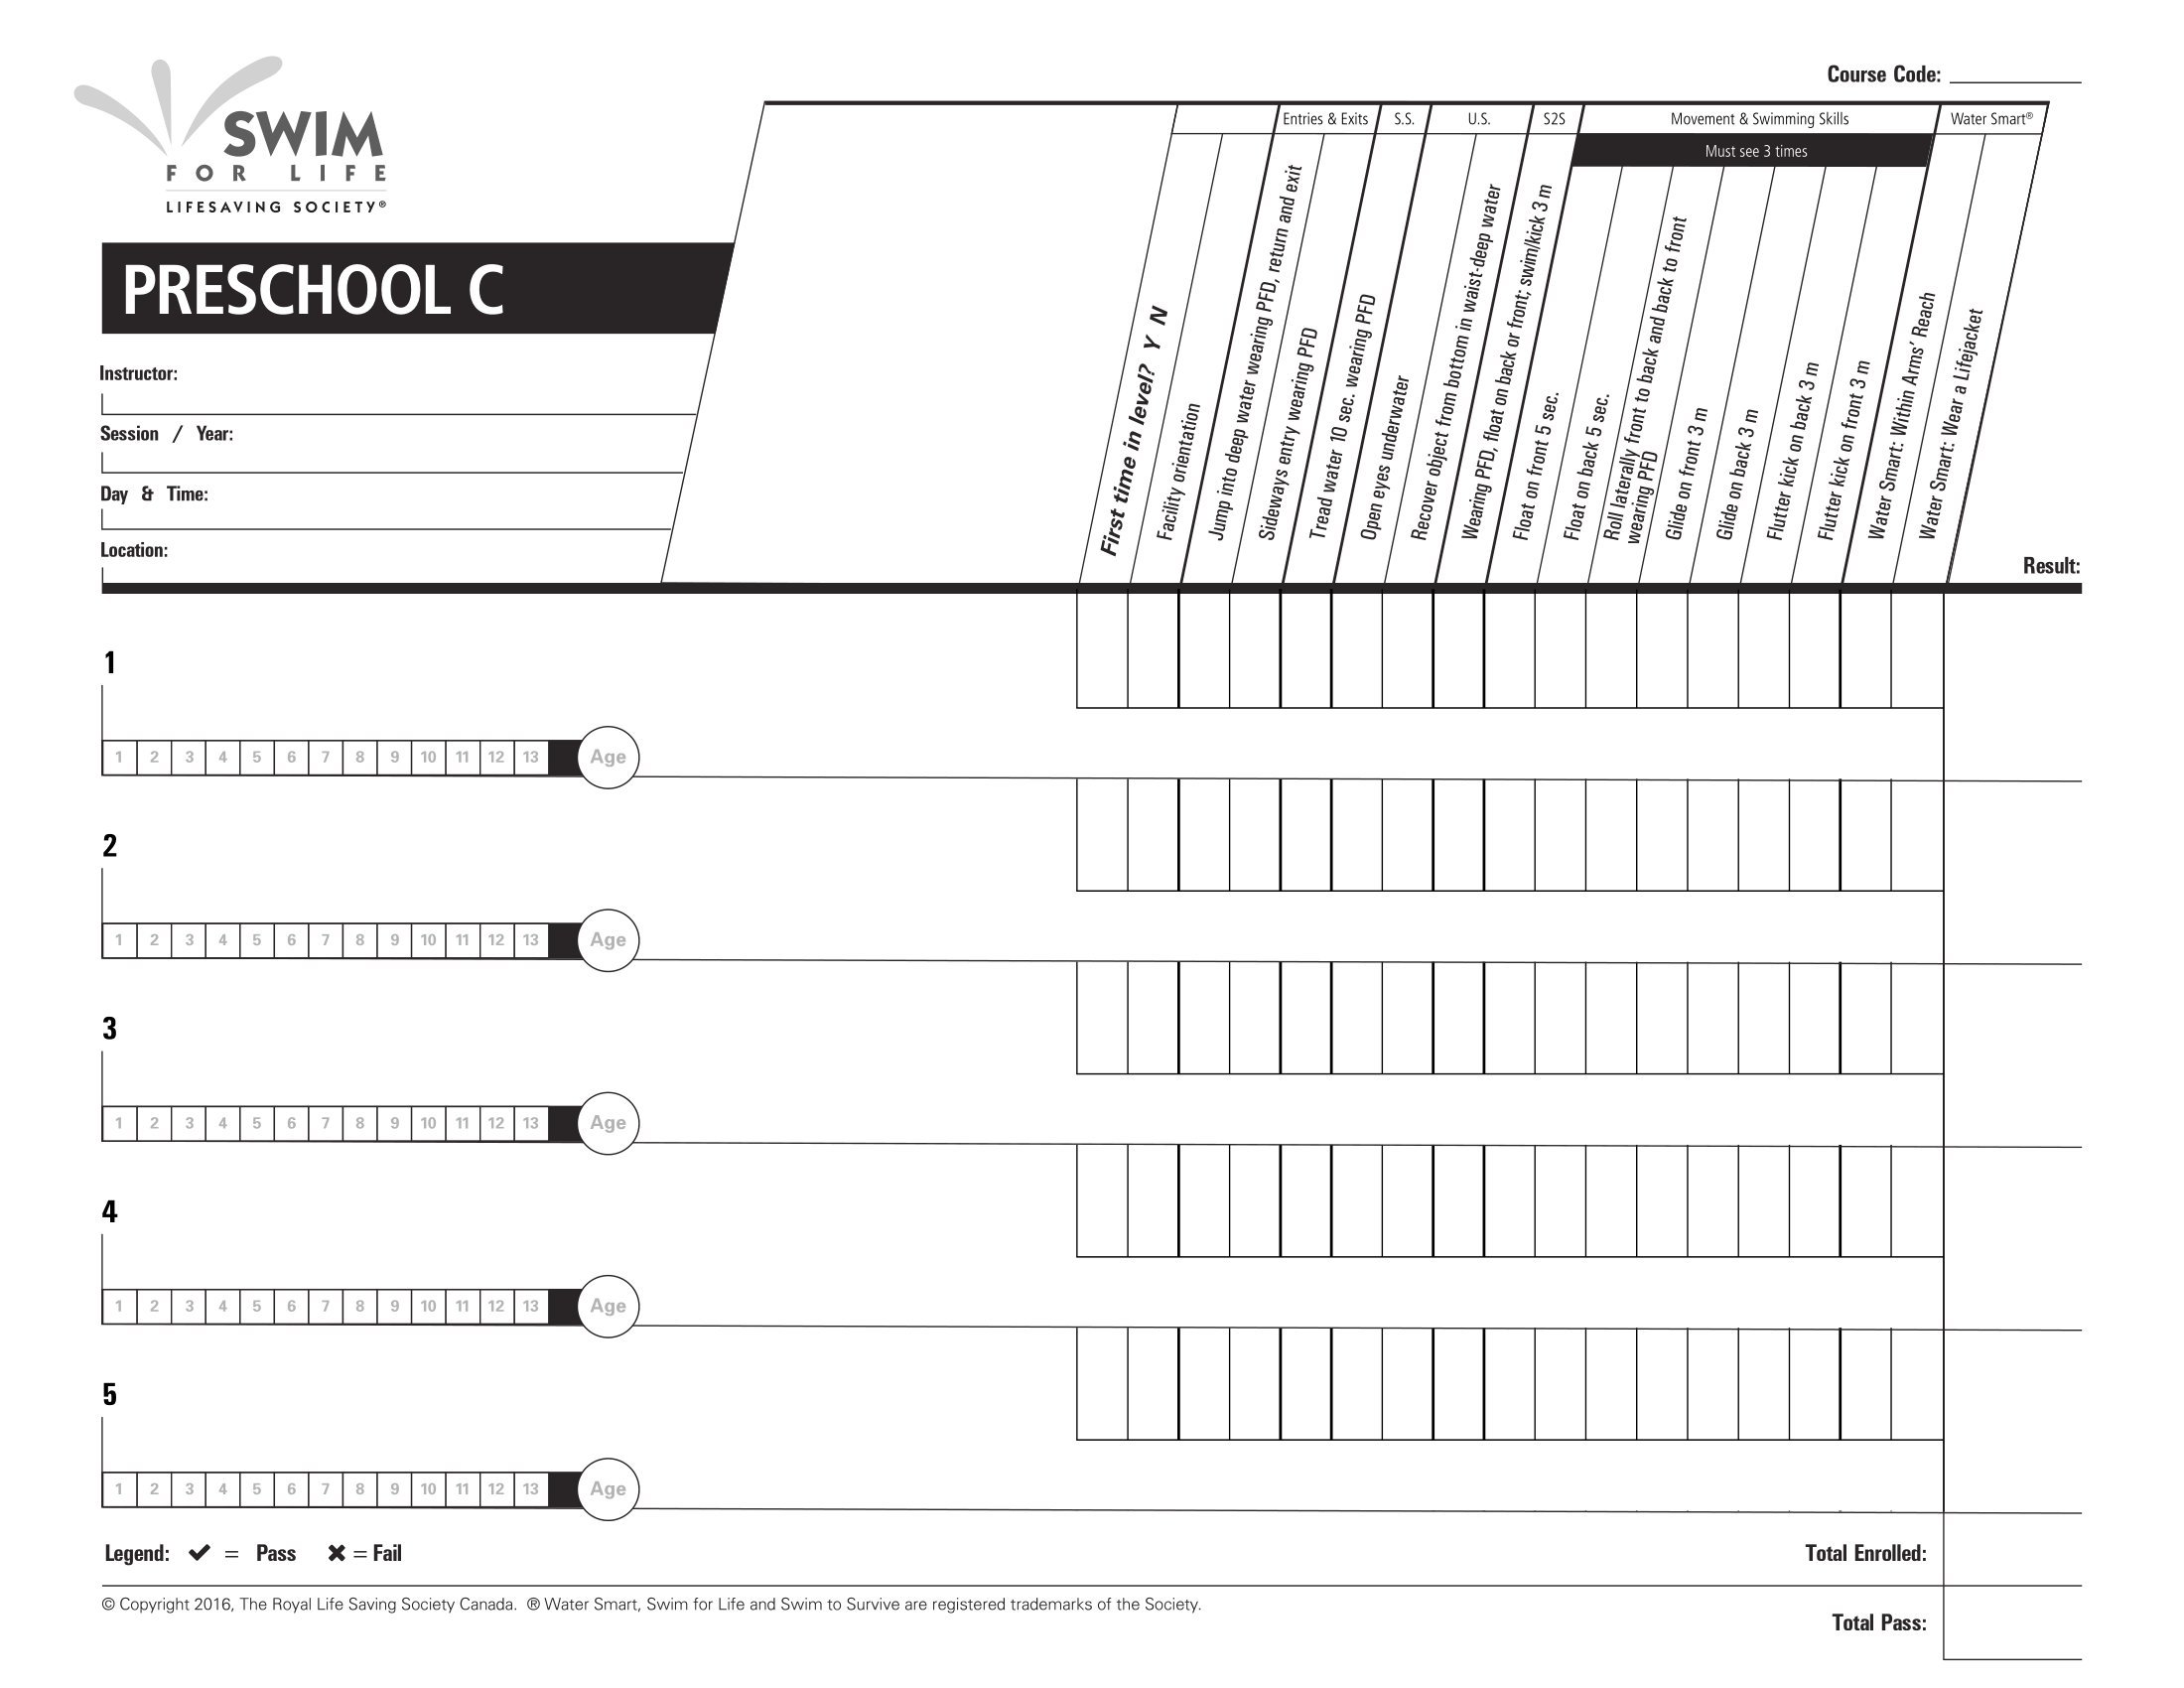 Course Code:
SWIM
FOR LIFE
LIFESAVING SOCIETY®
Entries & Exits
S.S.
U.S.
S2S
Movement & Swimming Skills
Water Smart®
Must see 3 times
PRESCHOOL C
Instructor:
Session / Year:
Day & Time:
Location:
First time in level? Y N
Facility orientation
Jump into deep water wearing PFD, return and exit
Sideways entry wearing PFD
Tread water 10 sec. wearing PFD
Open eyes underwater
Recover object from bottom in waist-deep water
Wearing PFD, float on back or front; swim/kick 3 m
Float on front 5 sec.
Float on back 5 sec.
Roll laterally front to back and back to front
wearing PFD
Glide on front 3 m
Glide on back 3 m
Flutter kick on back 3 m
Flutter kick on front 3 m
Water Smart: Within Arms’ Reach
Water Smart: Wear a Lifejacket
Result:
1
1 2 3 4 5 6 7 8 9 10 11 12 13 Age
2
1 2 3 4 5 6 7 8 9 10 11 12 13 Age
3
1 2 3 4 5 6 7 8 9 10 11 12 13 Age
4
1 2 3 4 5 6 7 8 9 10 11 12 13 Age
5
1 2 3 4 5 6 7 8 9 10 11 12 13 Age
Legend: ✔ = Pass ✖ = Fail
Total Enrolled:
© Copyright 2016, The Royal Life Saving Society Canada. ® Water Smart, Swim for Life and Swim to Survive are registered trademarks of the Society.
Total Pass: